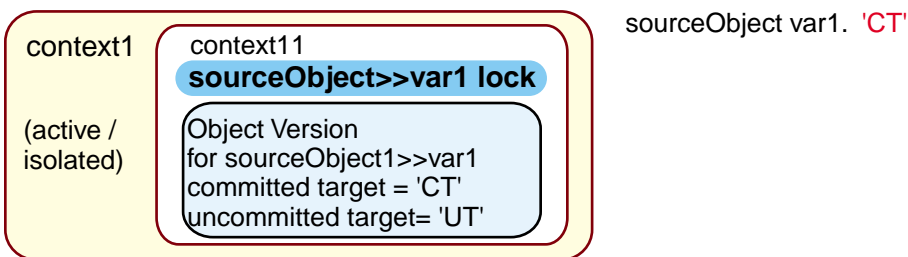 context1
(active /
isolated)
context11
sourceObject>>var1 lock
Object Version
for sourceObject1>>var1
committed target = 'CT'
uncommitted target= 'UT'
sourceObject var1. 'CT'